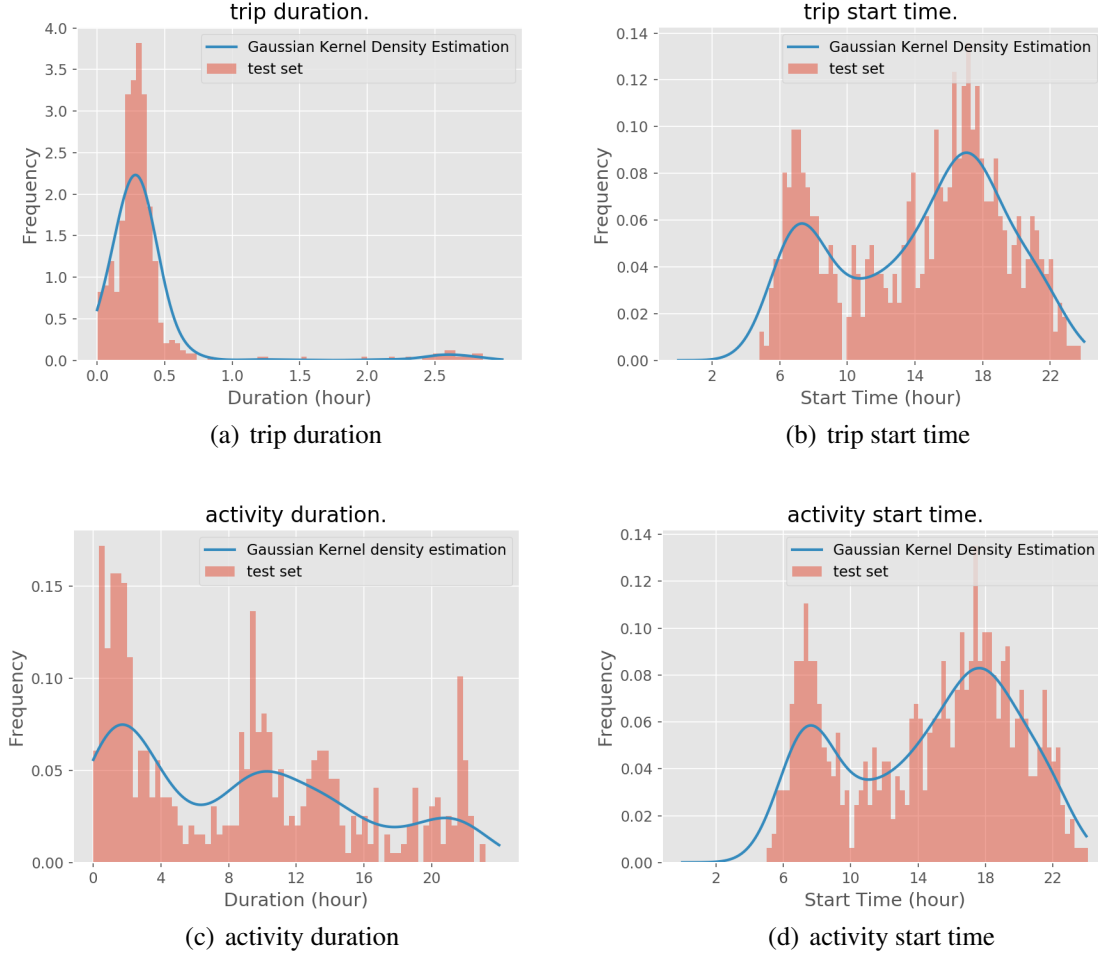 trip duration.
4.0
3.5
3.0
2.5
2.0
1.5
1.0
0.5
0.0
Frequency
Gaussian Kernel Density Estimation
test set
0.0 0.5 1.0 1.5 2.0 2.5
Duration (hour)
(a) trip duration
trip start time.
0.14
0.12
0.10
0.08
0.06
0.04
0.02
0.00
Frequency
Gaussian Kernel Density Estimation
test set
2 6 10 14 18 22
Start Time (hour)
(b) trip start time
activity duration.
0.15
0.10
0.05
0.00
Frequency
Gaussian Kernel density estimation
test set
0 4 8 12 16 20
Duration (hour)
(c) activity duration
activity start time.
0.14
0.12
0.10
0.08
0.06
0.04
0.02
0.00
Frequency
Gaussian Kernel Density Estimation
test set
2 6 10 14 18 22
Start Time (hour)
(d) activity start time